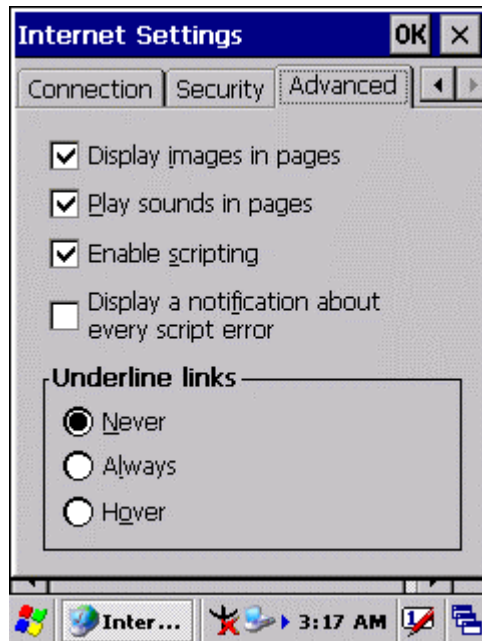 Internet Settings OK ×
Connection Security Advanced
Display images in pages
Play sounds in pages
Enable scripting
Display a notification about
every script error
Underline links
Never
Always
Hover
Inter... 3:17 AM